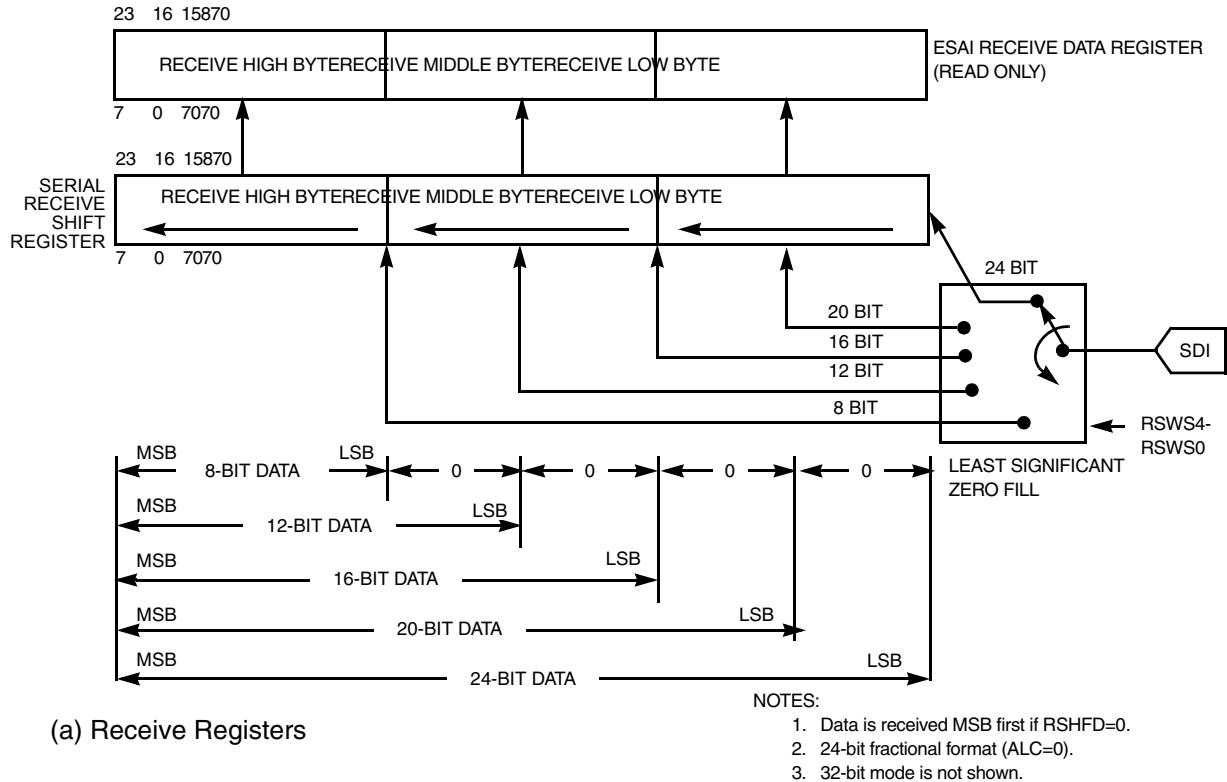 23 16 15870
RECEIVE HIGH BYTERECEIVE MIDDLE BYTERECEIVE LOW BYTE
ESAI RECEIVE DATA REGISTER
(READ ONLY)
7 0 7070
23 16 15870
SERIAL
RECEIVE
SHIFT
REGISTER
RECEIVE HIGH BYTERECEIVE MIDDLE BYTERECEIVE LOW BYTE
7 0 7070
24 BIT
20 BIT
16 BIT
12 BIT
8 BIT
SDI
RSWS4-
RSWS0
MSB 8-BIT DATA LSB 0 0 0 0
LEAST SIGNIFICANT
ZERO FILL
MSB 12-BIT DATA LSB
MSB 16-BIT DATA LSB
MSB 20-BIT DATA LSB
MSB 24-BIT DATA LSB
(a) Receive Registers
NOTES:
1. Data is received MSB first if RSHFD=0.
2. 24-bit fractional format (ALC=0).
3. 32-bit mode is not shown.